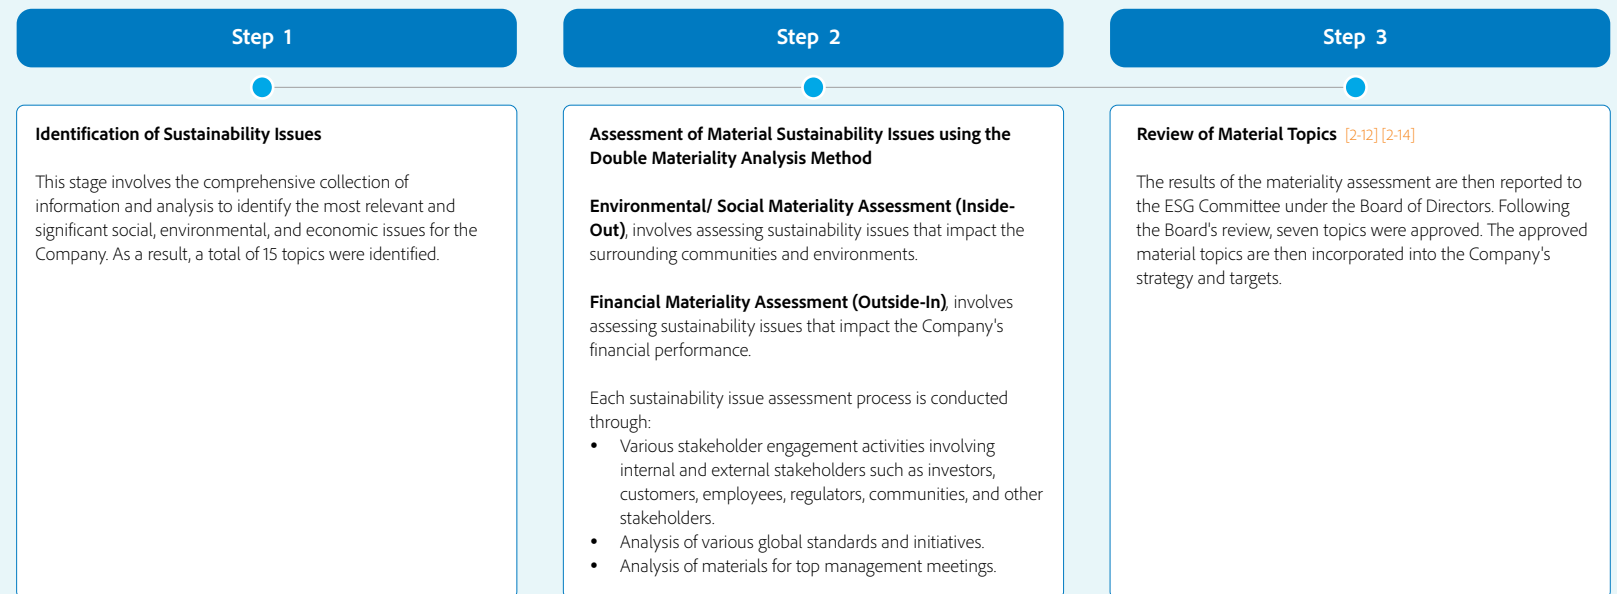 Step 1
Identification of Sustainability Issues
This stage involves the comprehensive collection of
information and analysis to identify the most relevant and
significant social, environmental, and economic issues for the
Company. As a result, a total of 15 topics were identified.
Step 2
Assessment of Material Sustainability Issues using the
Double Materiality Analysis Method
Environmental/ Social Materiality Assessment (Inside-
Out), involves assessing sustainability issues that impact the
surrounding communities and environments.
Financial Materiality Assessment (Outside-In), involves
assessing sustainability issues that impact the Company's
financial performance.
Each sustainability issue assessment process is conducted
through:
• Various stakeholder engagement activities involving
internal and external stakeholders such as investors,
customers, employees, regulators, communities, and other
stakeholders.
• Analysis of various global standards and initiatives.
• Analysis of materials for top management meetings.
Step 3
Review of Material Topics [2-12] [2-14]
The results of the materiality assessment are then reported to
the ESG Committee under the Board of Directors. Following
the Board's review, seven topics were approved. The approved
material topics are then incorporated into the Company's
strategy and targets.